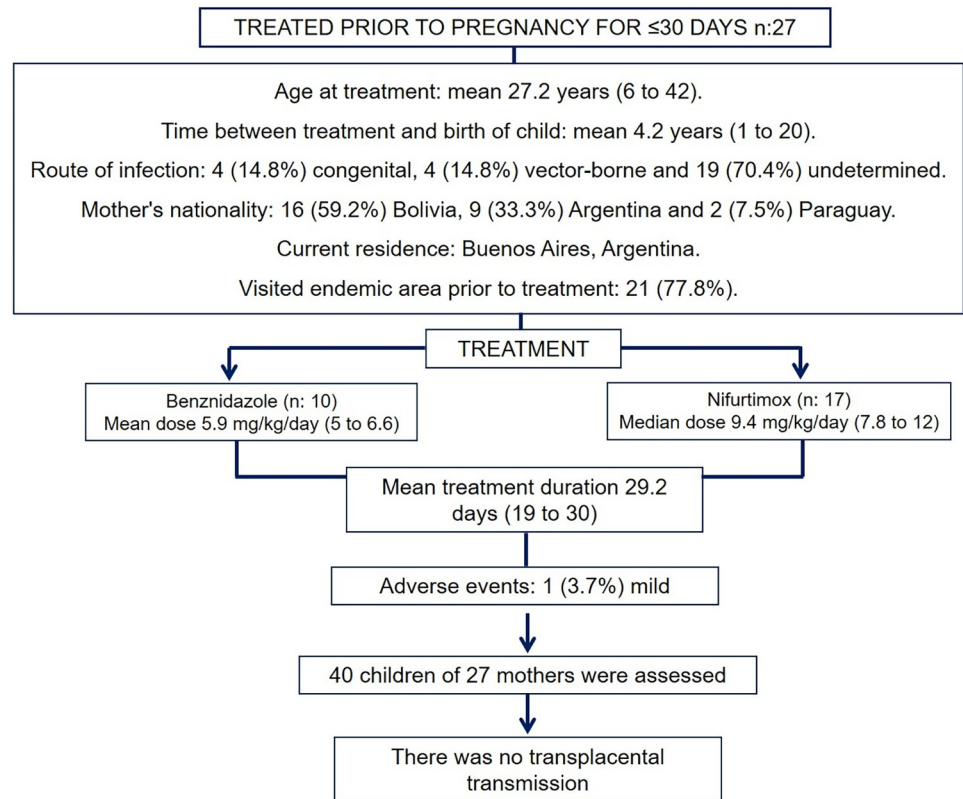 TREATED PRIOR TO PREGNANCY FOR ≤30 DAYS n:27
Age at treatment: mean 27.2 years (6 to 42).
Time between treatment and birth of child: mean 4.2 years (1 to 20).
Route of infection: 4 (14.8%) congenital, 4 (14.8%) vector-borne and 19 (70.4%) undetermined.
Mother's nationality: 16 (59.2%) Bolivia, 9 (33.3%) Argentina and 2 (7.5%) Paraguay.
Current residence: Buenos Aires, Argentina.
Visited endemic area prior to treatment: 21 (77.8%).
TREATMENT
Benznidazole (n: 10)
Mean dose 5.9 mg/kg/day (5 to 6.6)
Nifurtimox (n: 17)
Median dose 9.4 mg/kg/day (7.8 to 12)
Mean treatment duration 29.2
days (19 to 30)
Adverse events: 1 (3.7%) mild
40 children of 27 mothers were assessed
There was no transplacental
transmission